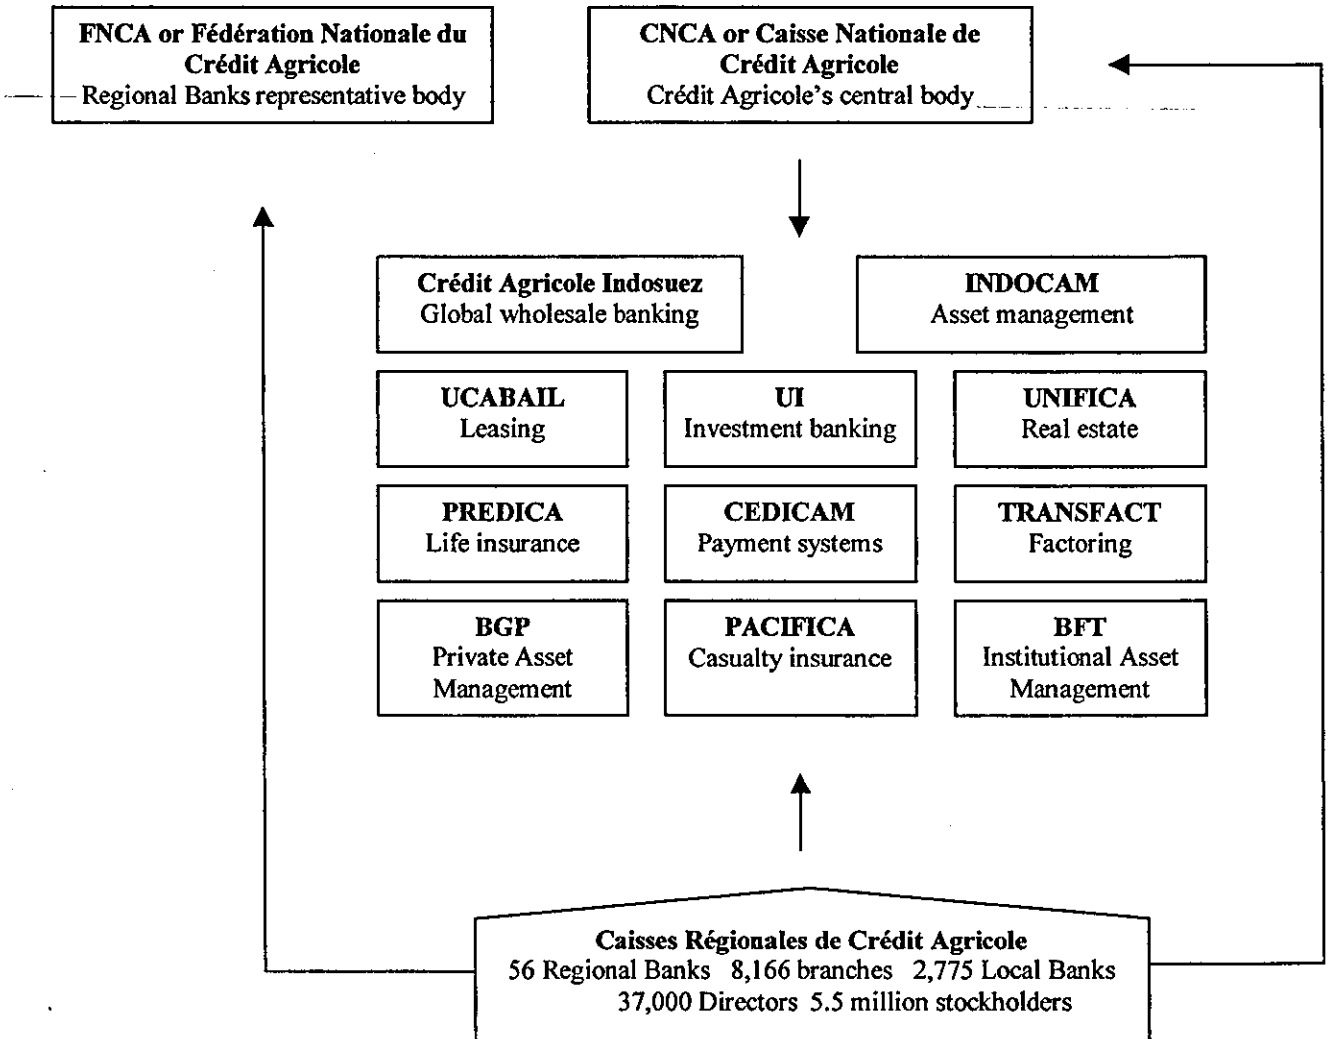 FNCA or Fédération Nationale du
Crédit Agricole
Regional Banks representative body
CNCA or Caisse Nationale de
Crédit Agricole
Crédit Agricole's central body
Crédit Agricole Indosuez
Global wholesale banking
INDOCAM
Asset management
UCABAIL
Leasing
UI
Investment banking
UNIFICA
Real estate
PREDICA
Life insurance
CEDICAM
Payment systems
TRANSFACT
Factoring
BGP
Private Asset
Management
PACIFICA
Casualty insurance
BFT
Institutional Asset
Management
Caisses Régionales de Crédit Agricole
56 Regional Banks 8,166 branches 2,775 Local Banks
37,000 Directors 5.5 million stockholders